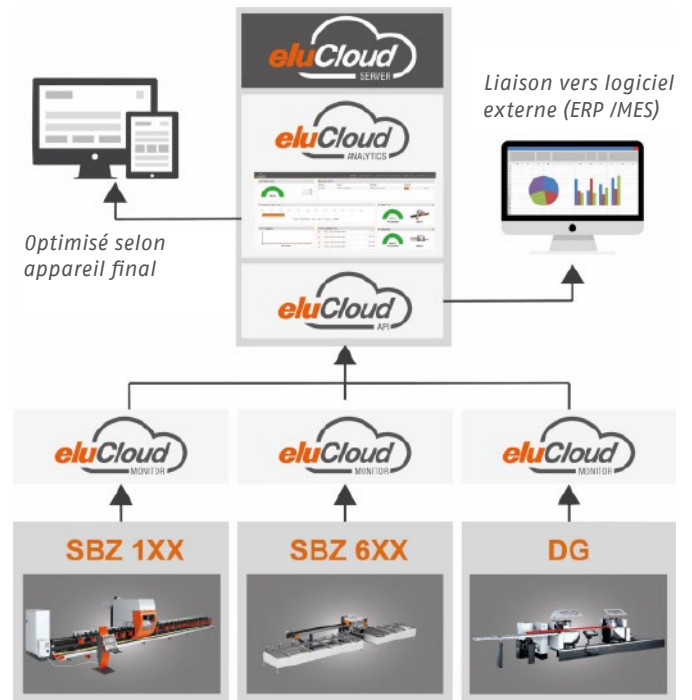 eluCloud
SERVER
Liaison vers logiciel
externe (ERP /MES)
eluCloud
ANALYTICS
Optimisé selon
appareil final
eluCloud
API
eluCloud
MONITOR
eluCloud
MONITOR
eluCloud
MONITOR
SBZ 1XX
SBZ 6XX
DG